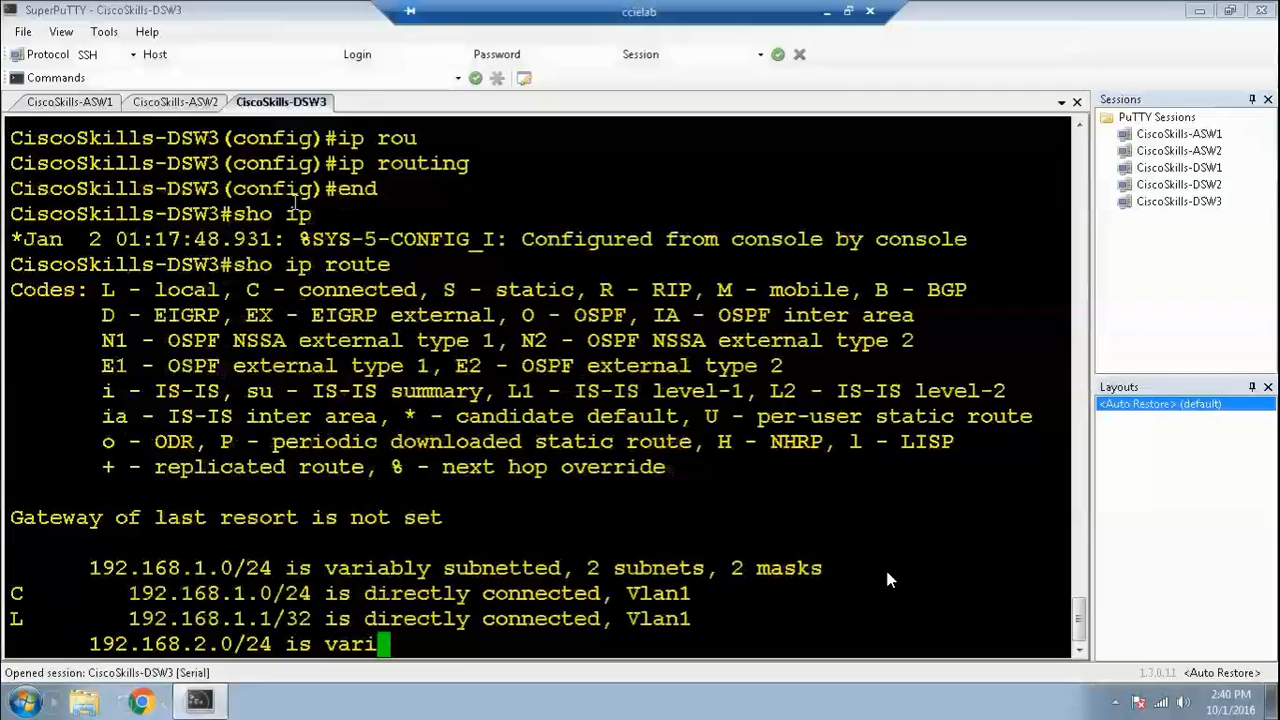 SuperPuTTY - CiscoSkills-DSW3
ccielab
File View Tools Help
Protocol SSH Host Login Password Session
Commands
CiscoSkills-ASW1 CiscoSkills-ASW2 CiscoSkills-DSW3
CiscoSkills-DSW3(config)#ip rou
CiscoSkills-DSW3(config)#ip routing
CiscoSkills-DSW3(config)#end
CiscoSkills-DSW3#sho ip
*Jan  2 01:17:48.931: %SYS-5-CONFIG_I: Configured from console by console
CiscoSkills-DSW3#sho ip route
Codes: L - local, C - connected, S - static, R - RIP, M - mobile, B - BGP
       D - EIGRP, EX - EIGRP external, O - OSPF, IA - OSPF inter area
       N1 - OSPF NSSA external type 1, N2 - OSPF NSSA external type 2
       E1 - OSPF external type 1, E2 - OSPF external type 2
       i - IS-IS, su - IS-IS summary, L1 - IS-IS level-1, L2 - IS-IS level-2
       ia - IS-IS inter area, * - candidate default, U - per-user static route
       o - ODR, P - periodic downloaded static route, H - NHRP, l - LISP
       + - replicated route, % - next hop override
Gateway of last resort is not set
      192.168.1.0/24 is variably subnetted, 2 subnets, 2 masks
C        192.168.1.0/24 is directly connected, Vlan1
L        192.168.1.1/32 is directly connected, Vlan1
      192.168.2.0/24 is vari
Sessions
PuTTY Sessions
CiscoSkills-ASW1
CiscoSkills-ASW2
CiscoSkills-DSW1
CiscoSkills-DSW2
CiscoSkills-DSW3
Layouts
<Auto Restore> (default)
Opened session: CiscoSkills-DSW3 [Serial]
1.3.0.11 <Auto Restore>
2:40 PM
10/1/2016